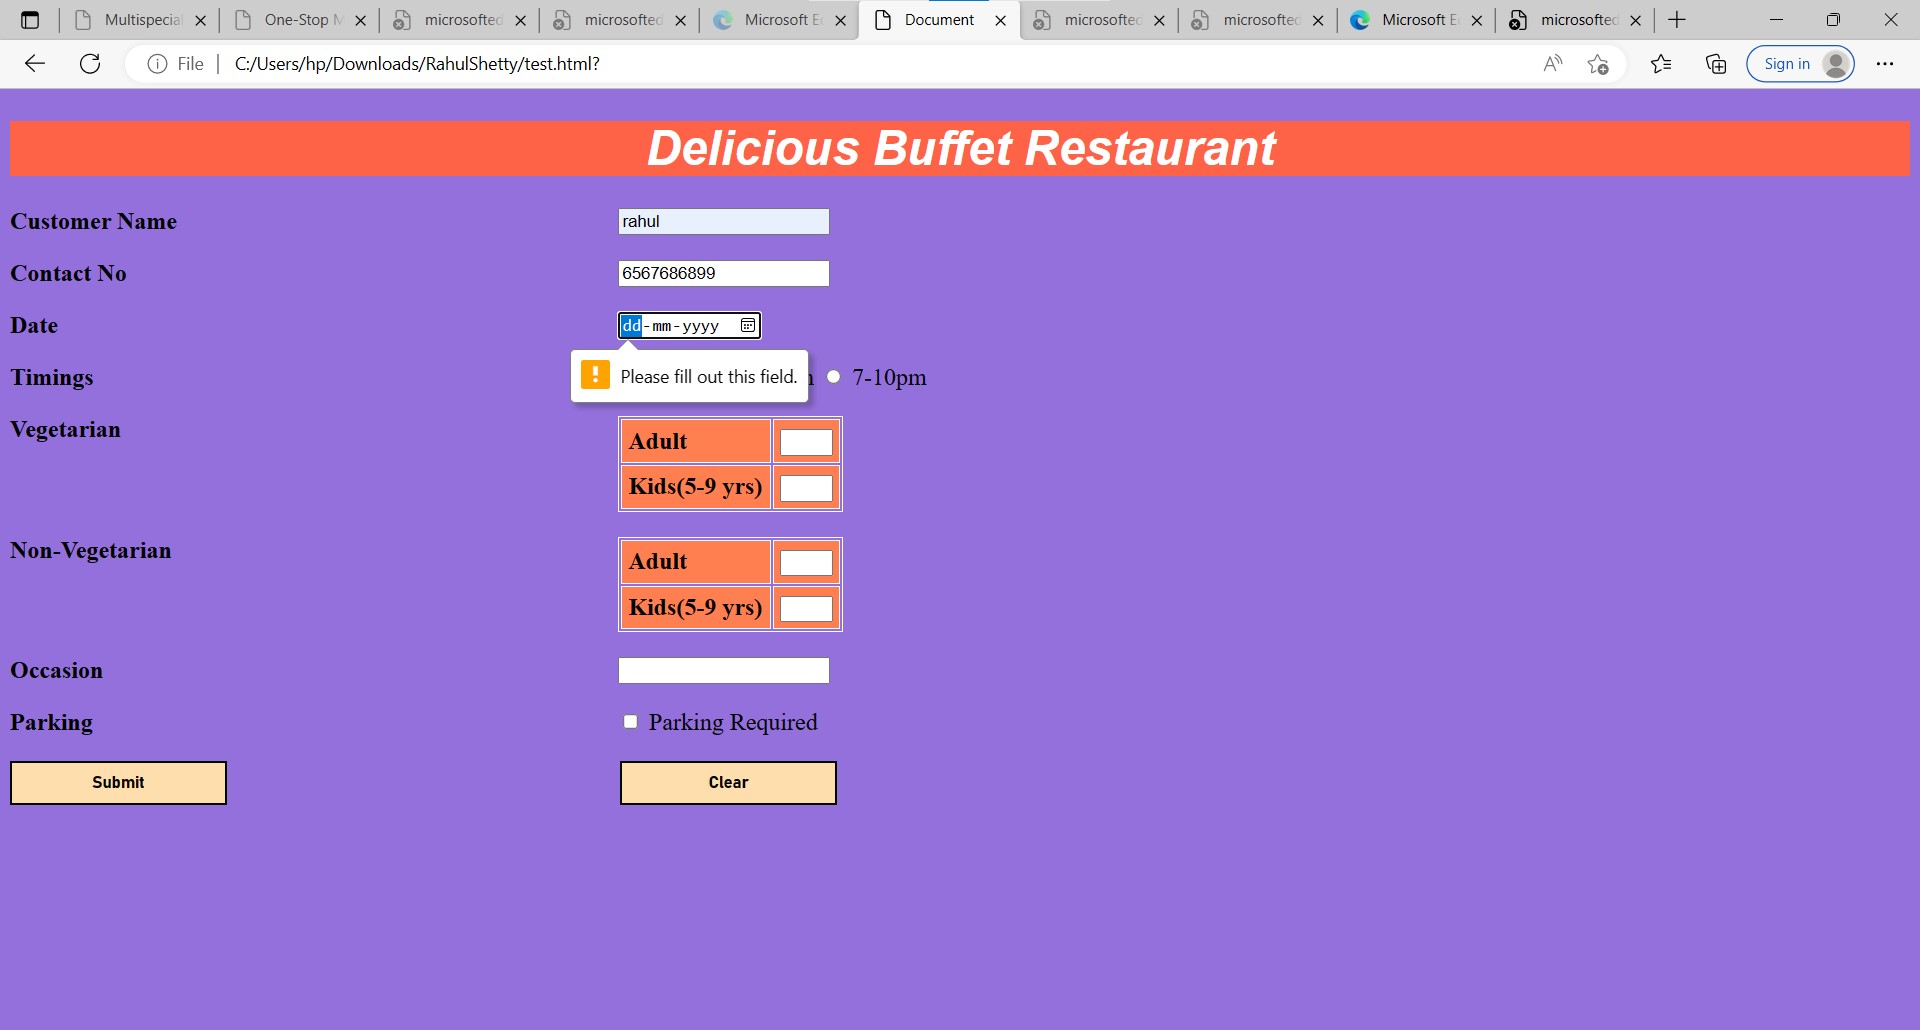 Multispecia
One-Stop M
microsofted
microsofted
Microsoft E
Document
microsofted
microsofted
Microsoft E
microsofted
File
C:/Users/hp/Downloads/RahulShetty/test.html?
Sign in
Delicious Buffet Restaurant
Customer Name rahul
Contact No 6567686899
Date dd-mm-yyyy
Timings 7-10pm
Please fill out this field.
Vegetarian Adult
Kids(5-9 yrs)
Non-Vegetarian Adult
Kids(5-9 yrs)
Occasion
Parking Parking Required
Submit Clear